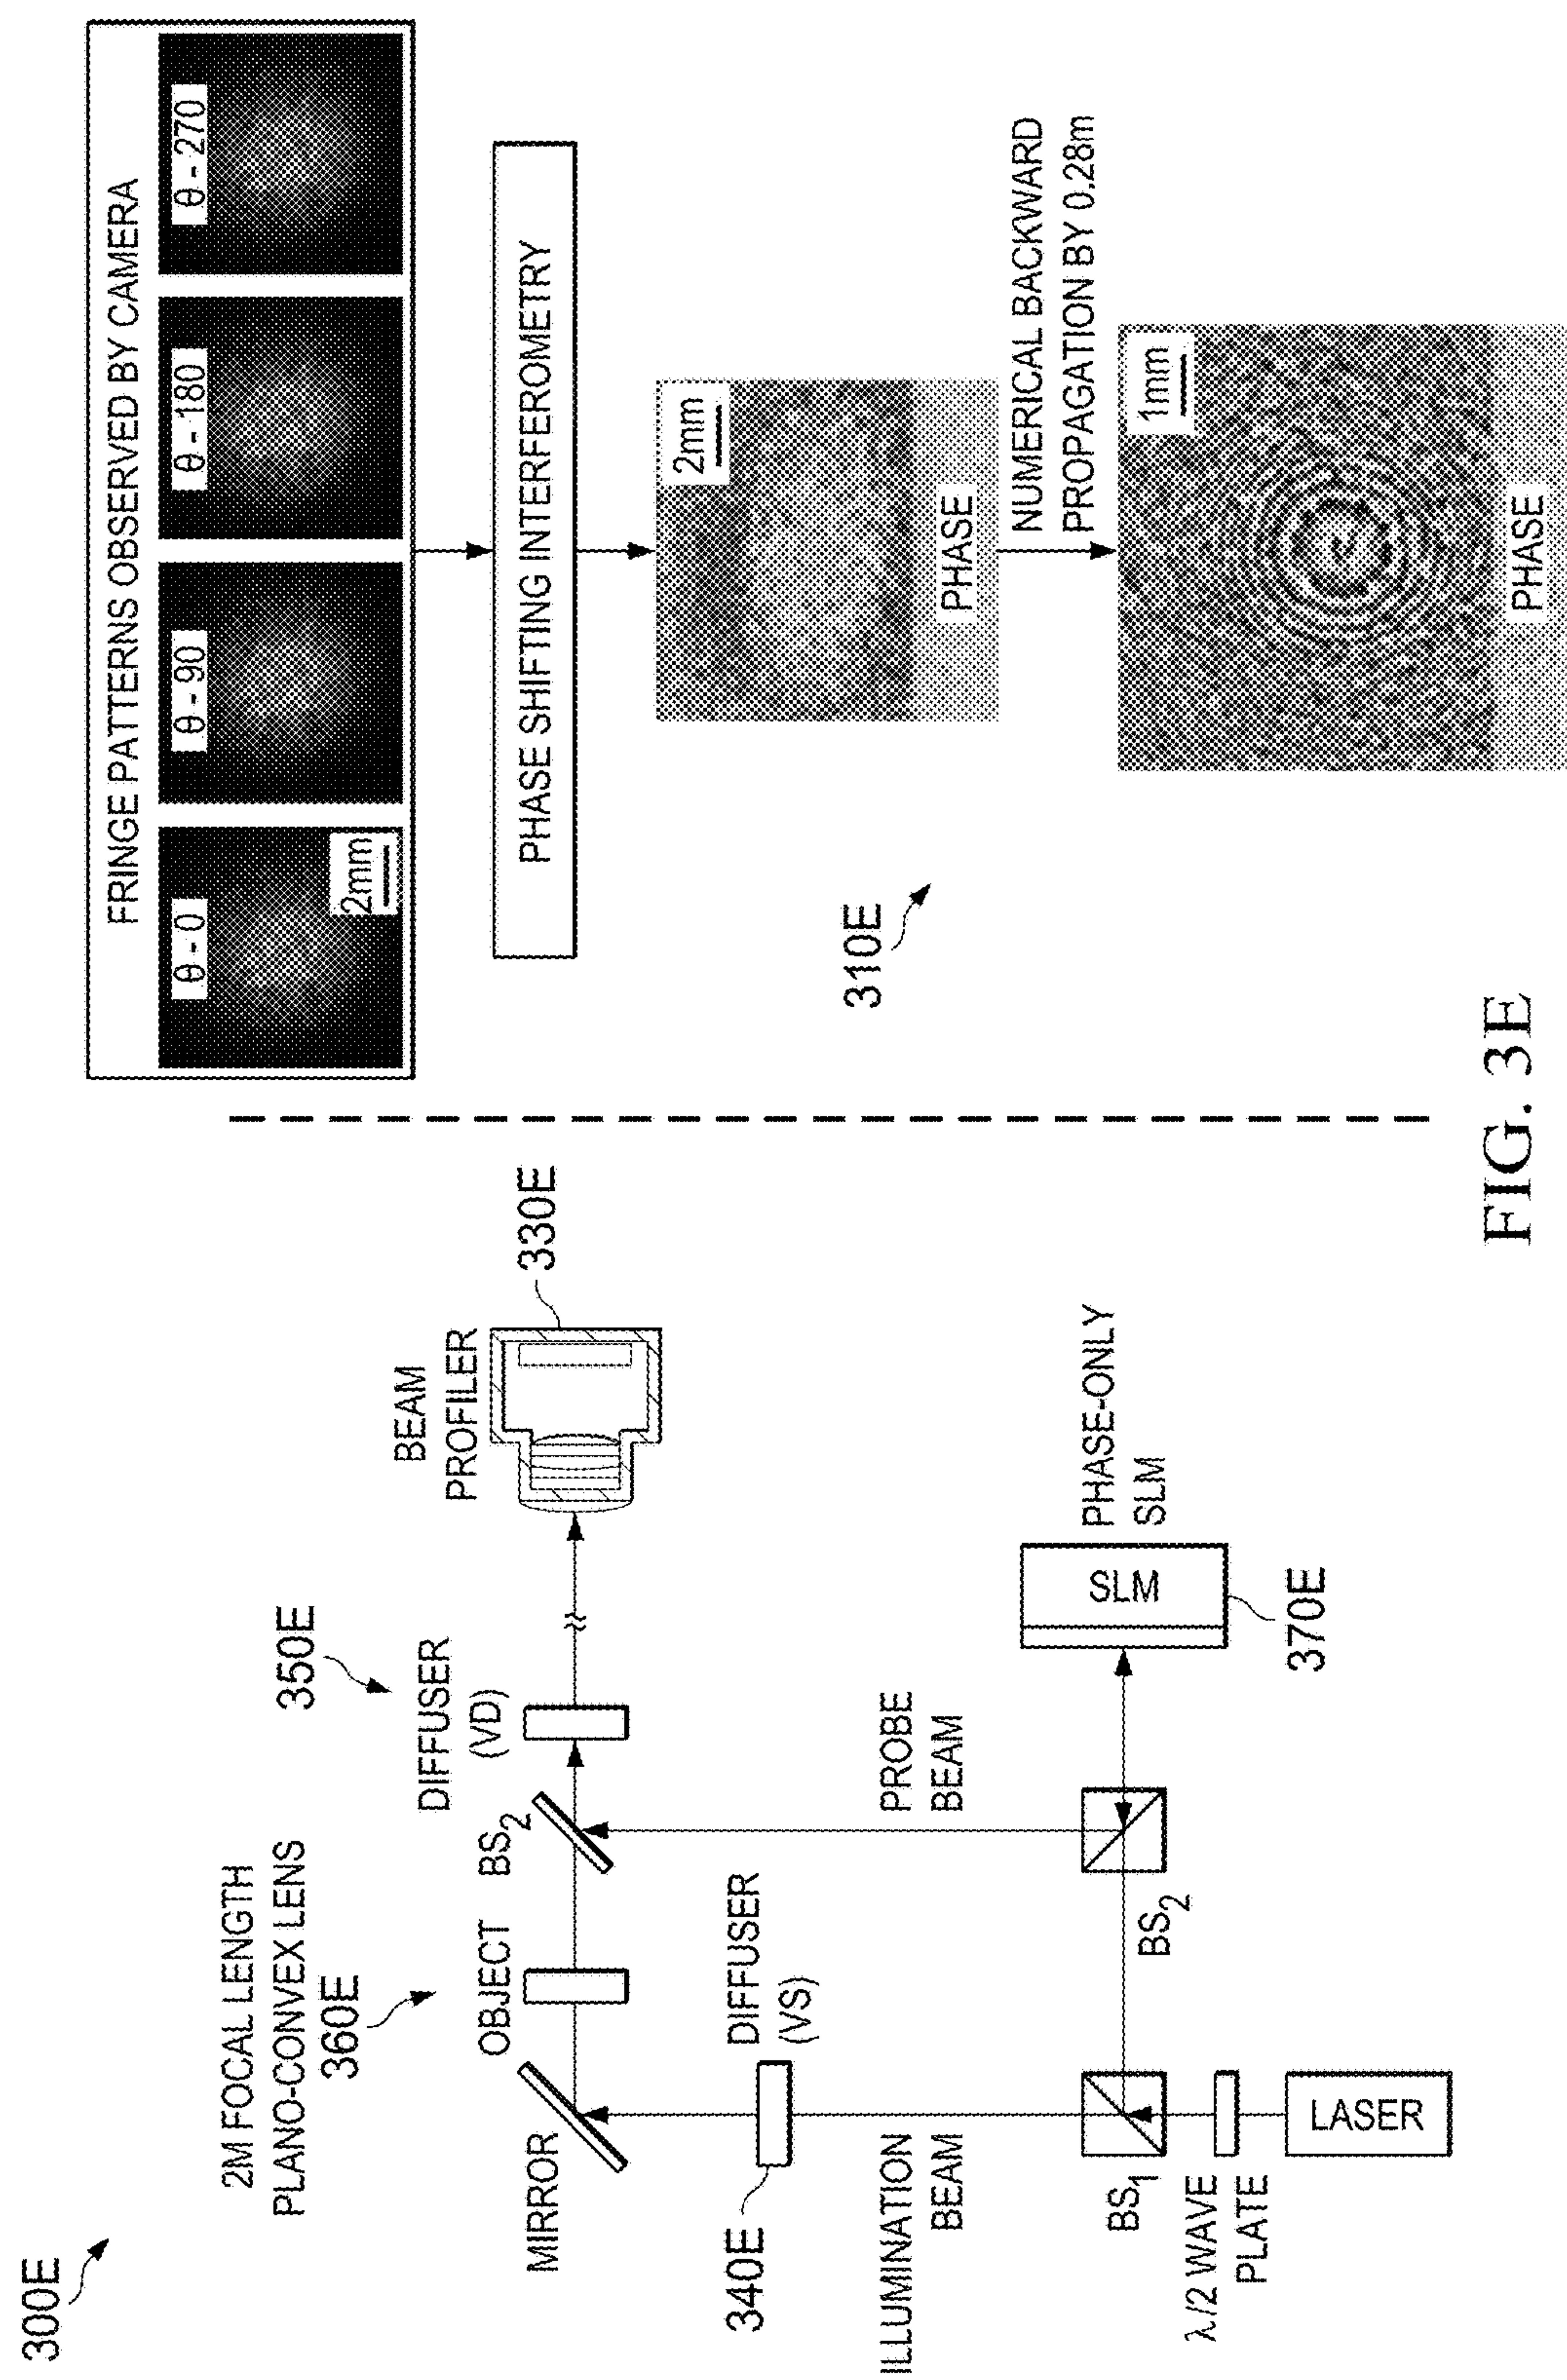 300E
2M FOCAL LENGTH
PLANO-CONVEX LENS
360E
350E
MIRROR
OBJECT
BS2
DIFFUSER
(VD)
BEAM
PROFILER
330E
340E
DIFFUSER
(VS)
ILLUMINATION
BEAM
PROBE
BEAM
BS1
BS2
SLM
PHASE-ONLY
SLM
370E
λ/2 WAVE
PLATE
LASER
FRINGE PATTERNS OBSERVED BY CAMERA
θ - 0
θ - 90
θ - 180
θ - 270
2mm
PHASE SHIFTING INTERFEROMETRY
2mm
PHASE
310E
NUMERICAL BACKWARD
PROPAGATION BY 0.28m
1mm
PHASE
FIG. 3E